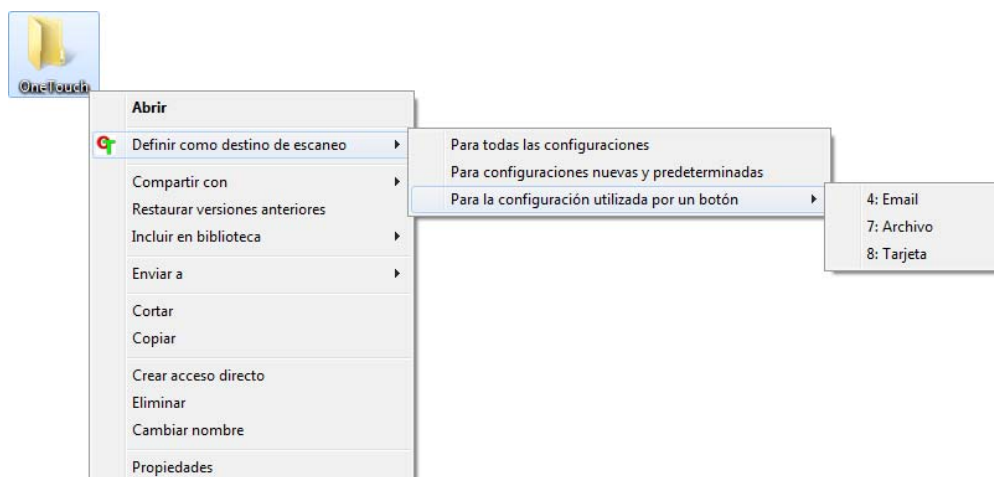 OneTouch
Abrir
Definir como destino de escaneo
Compartir con
Restaurar versiones anteriores
Incluir en biblioteca
Enviar a
Cortar
Copiar
Crear acceso directo
Eliminar
Cambiar nombre
Propiedades
Para todas las configuraciones
Para configuraciones nuevas y predeterminadas
Para la configuración utilizada por un botón
4: Email
7: Archivo
8: Tarjeta